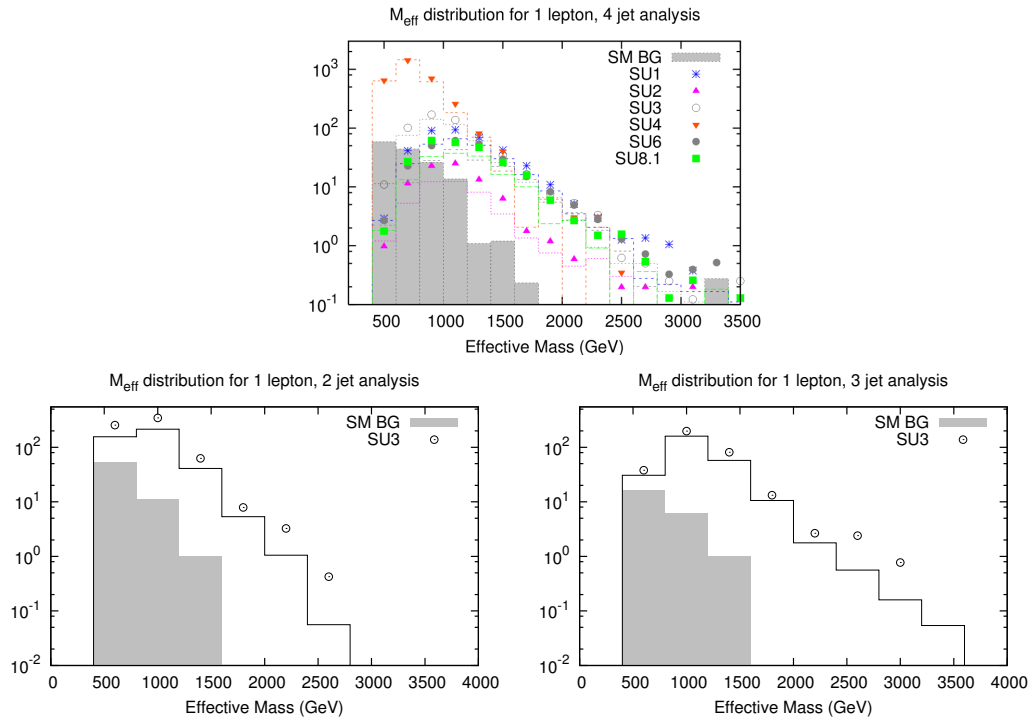 M_eff distribution for 1 lepton, 4 jet analysis
SM BG
SU1
SU2
SU3
SU4
SU6
SU8.1
10^3
10^2
10^1
10^0
10^-1
500 1000 1500 2000 2500 3000 3500
Effective Mass (GeV)
M_eff distribution for 1 lepton, 2 jet analysis
SM BG
SU3
10^2
10^1
10^0
10^-1
10^-2
0 500 1000 1500 2000 2500 3000 3500 4000
Effective Mass (GeV)
M_eff distribution for 1 lepton, 3 jet analysis
SM BG
SU3
10^2
10^1
10^0
10^-1
10^-2
0 500 1000 1500 2000 2500 3000 3500 4000
Effective Mass (GeV)